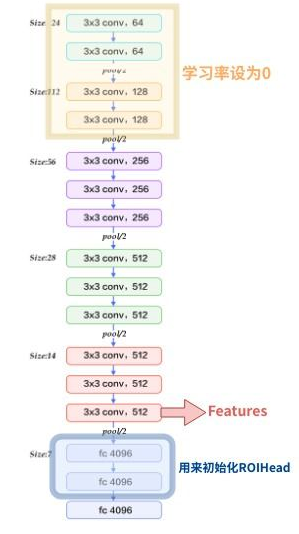 Size:224
3x3 conv, 64
3x3 conv, 64
pool/2
学习率设为0
Size:112
3x3 conv, 128
3x3 conv, 128
pool/2
Size:56
3x3 conv, 256
3x3 conv, 256
3x3 conv, 256
pool/2
Size:28
3x3 conv, 512
3x3 conv, 512
3x3 conv, 512
pool/2
Size:14
3x3 conv, 512
3x3 conv, 512
3x3 conv, 512
Features
pool/2
Size:7
fc 4096
用来初始化ROIHead
fc 4096
fc 4096